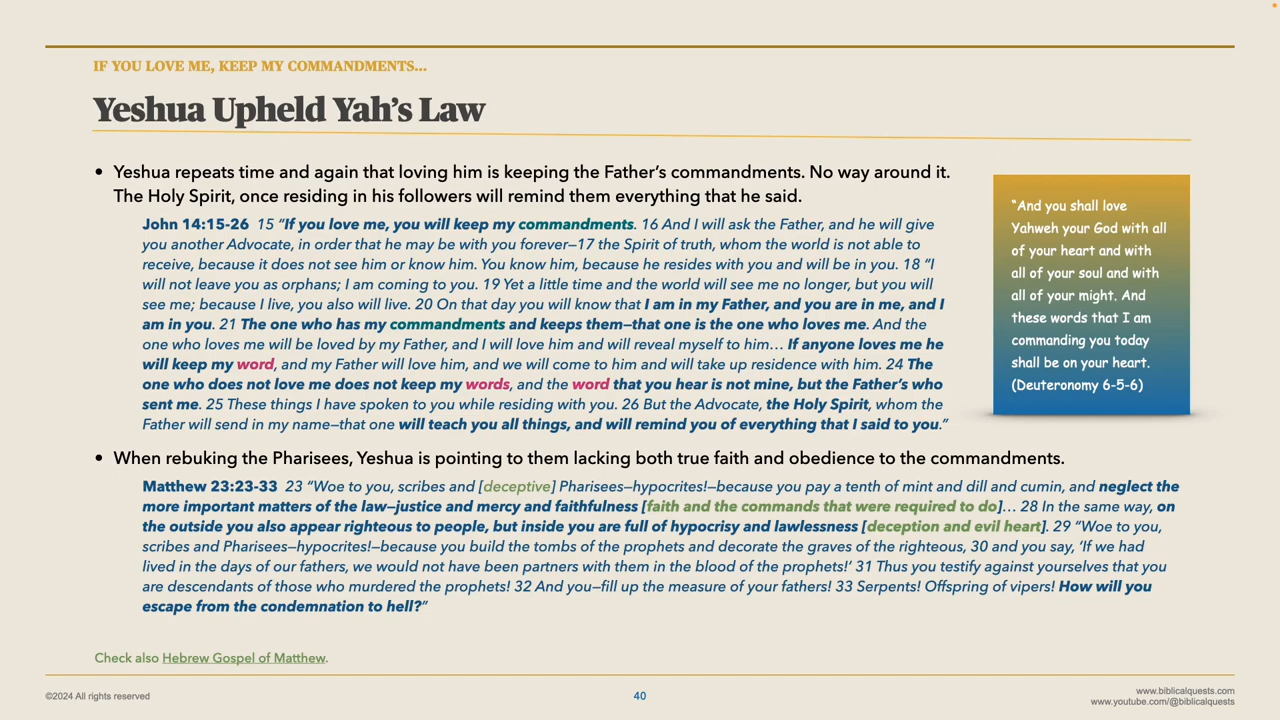 IF YOU LOVE ME, KEEP MY COMMANDMENTS...
Yeshua Upheld Yah's Law
• Yeshua repeats time and again that loving him is keeping the Father's commandments. No way around it.
The Holy Spirit, once residing in his followers will remind them everything that he said.
John 14:15-26 15 "If you love me, you will keep my commandments. 16 And I will ask the Father, and he will give
you another Advocate, in order that he may be with you forever—17 the Spirit of truth, whom the world is not able to
receive, because it does not see him or know him. You know him, because he resides with you and will be in you. 18 "I
will not leave you as orphans; I am coming to you. 19 Yet a little time and the world will see me no longer, but you will
see me; because I live, you also will live. 20 On that day you will know that I am in my Father, and you are in me, and I
am in you. 21 The one who has my commandments and keeps them—that one is the one who loves me. And the
one who loves me will be loved by my Father, and I will love him and will reveal myself to him... If anyone loves me he
will keep my word, and my Father will love him, and we will come to him and will take up residence with him. 24 The
one who does not love me does not keep my words, and the word that you hear is not mine, but the Father's who
sent me. 25 These things I have spoken to you while residing with you. 26 But the Advocate, the Holy Spirit, whom the
Father will send in my name—that one will teach you all things, and will remind you of everything that I said to you."
"And you shall love
Yahweh your God with all
of your heart and with
all of your soul and with
all of your might. And
these words that I am
commanding you today
shall be on your heart.
(Deuteronomy 6-5-6)
• When rebuking the Pharisees, Yeshua is pointing to them lacking both true faith and obedience to the commandments.
Matthew 23:23-33 23 "Woe to you, scribes and [deceptive] Pharisees—hypocrites!—because you pay a tenth of mint and dill and cumin, and neglect the
more important matters of the law—justice and mercy and faithfulness [faith and the commands that were required to do]... 28 In the same way, on
the outside you also appear righteous to people, but inside you are full of hypocrisy and lawlessness [deception and evil heart]. 29 "Woe to you,
scribes and Pharisees—hypocrites!—because you build the tombs of the prophets and decorate the graves of the righteous, 30 and you say, 'If we had
lived in the days of our fathers, we would not have been partners with them in the blood of the prophets!' 31 Thus you testify against yourselves that you
are descendants of those who murdered the prophets! 32 And you—fill up the measure of your fathers! 33 Serpents! Offspring of vipers! How will you
escape from the condemnation to hell?"
Check also Hebrew Gospel of Matthew.
©2024 All rights reserved
40
www.biblicalquests.com
www.youtube.com/@biblicalquests